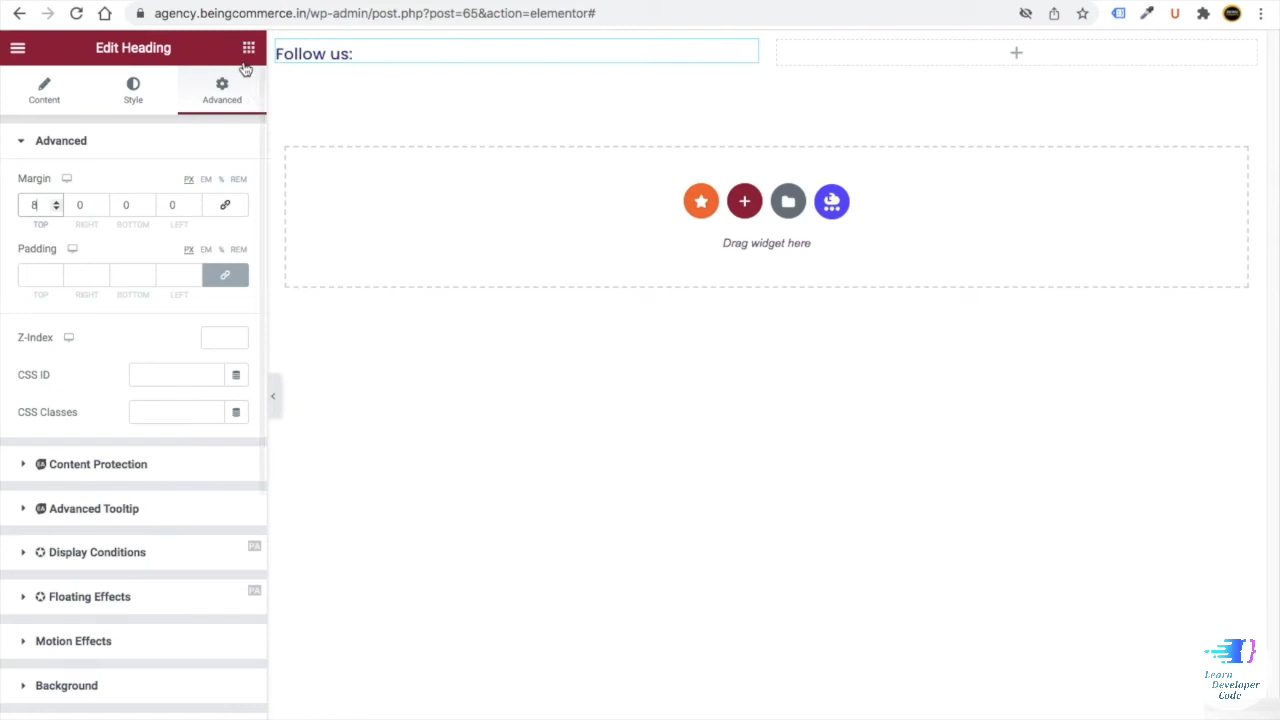 agency.beingcommerce.in/wp-admin/post.php?post=65&action=elementor#
Edit Heading
Content
Style
Advanced
Advanced
Margin
PX EM % REM
8 0 0 0
TOP RIGHT BOTTOM LEFT
Padding
PX EM % REM
TOP RIGHT BOTTOM LEFT
Z-Index
CSS ID
CSS Classes
Content Protection
Advanced Tooltip
Display Conditions
PA
Floating Effects
PA
Motion Effects
Background
Follow us:
Drag widget here
Learn
Developer
Code